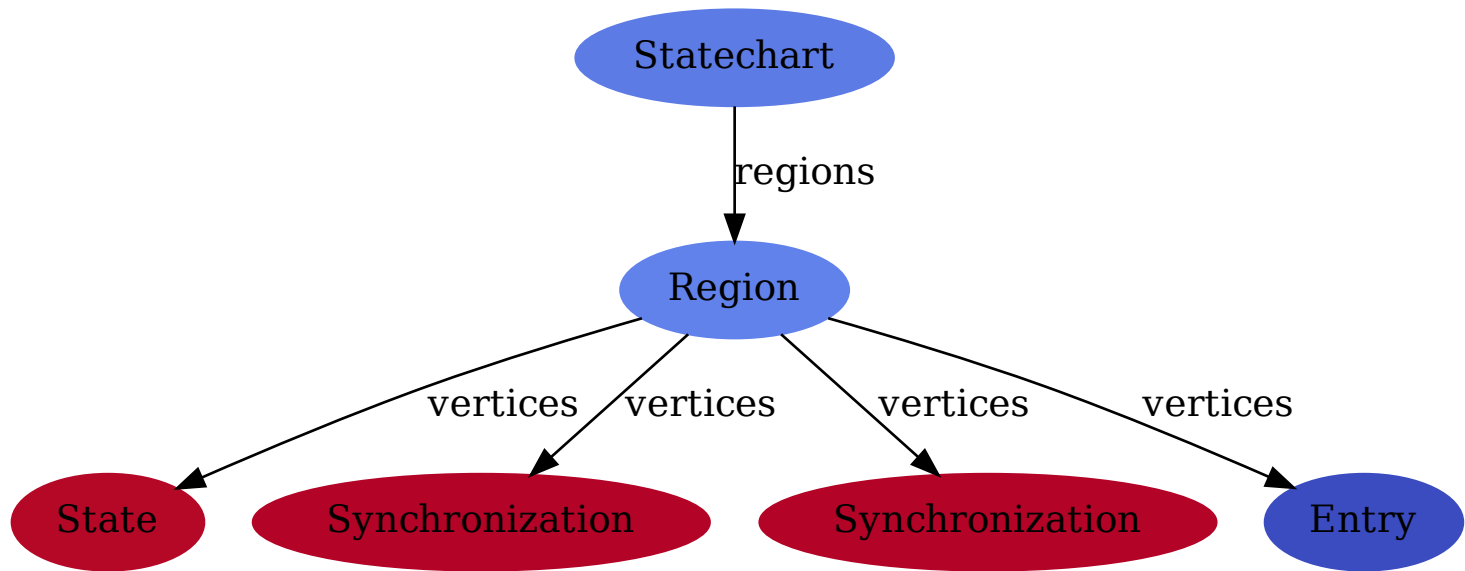 Statechart
regions
Region
vertices
vertices
vertices
vertices
State
Synchronization
Synchronization
Entry